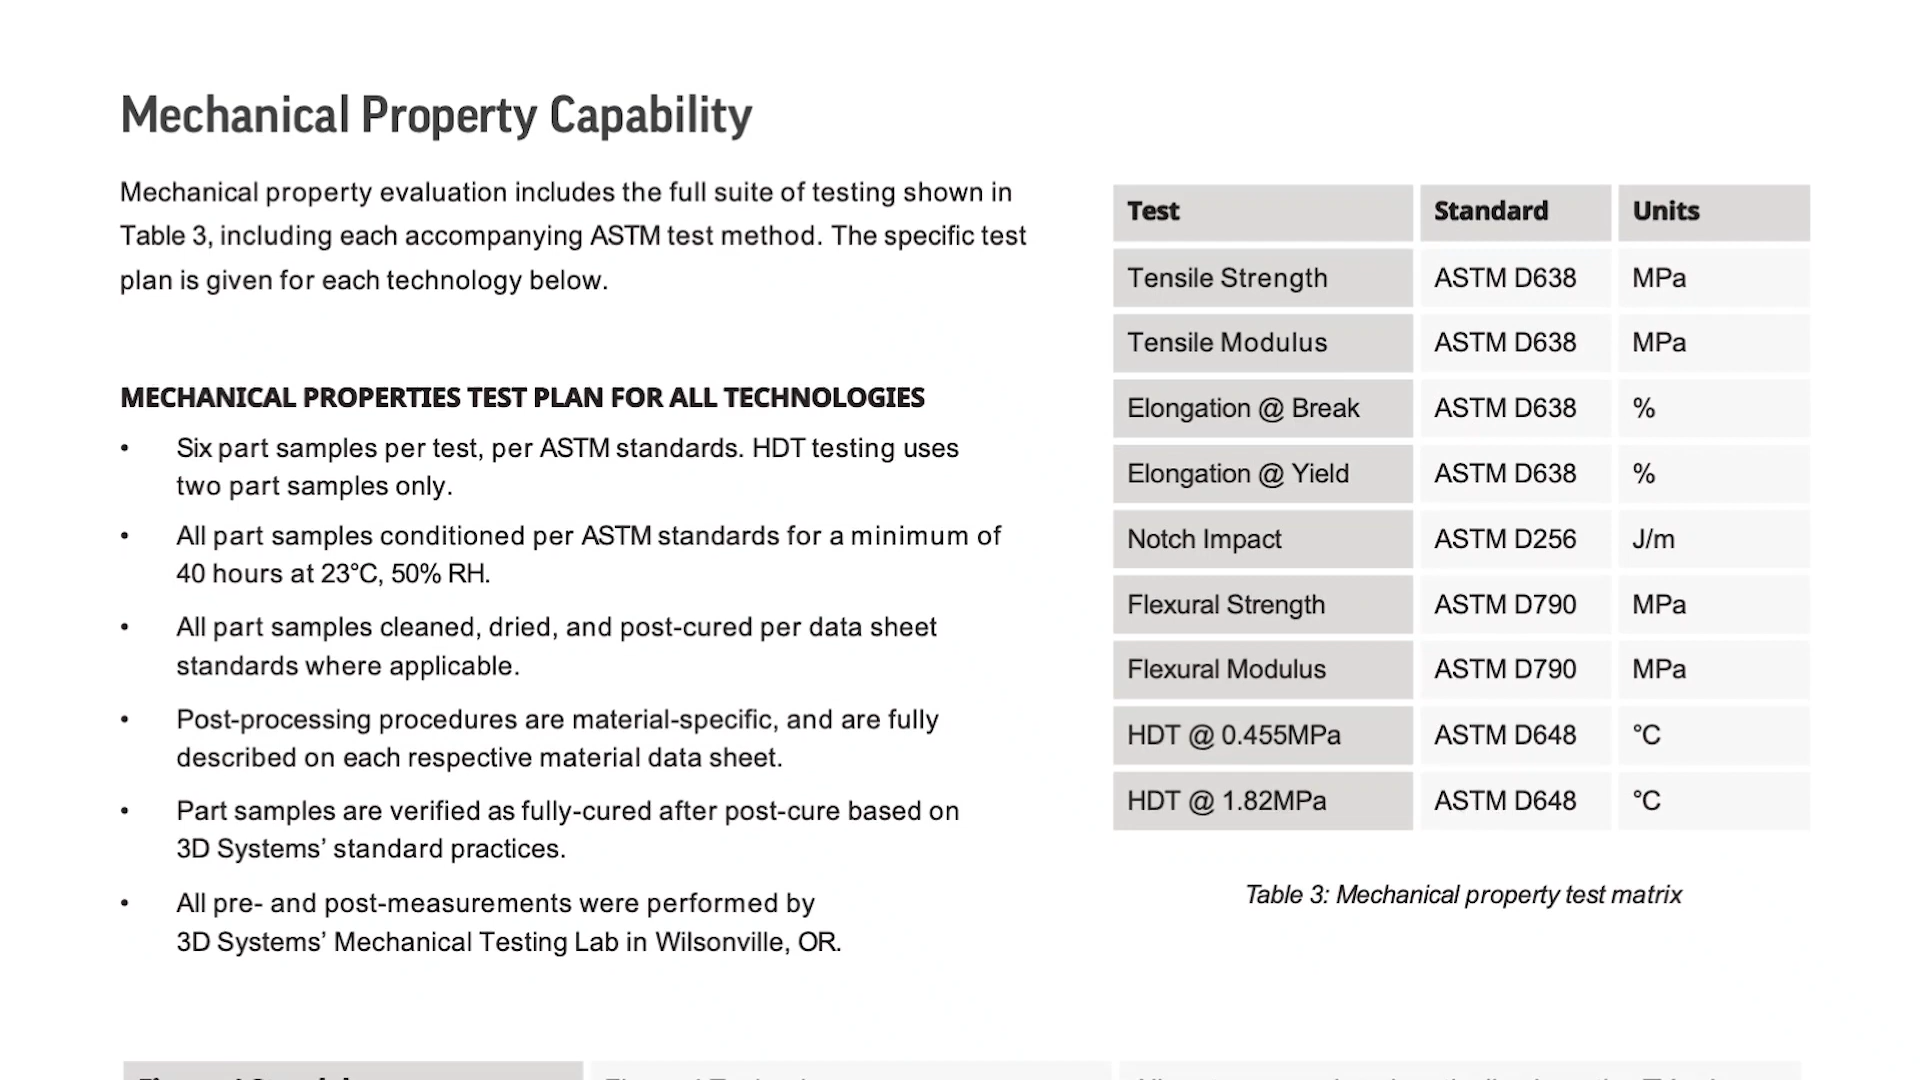 Mechanical Property Capability
Mechanical property evaluation includes the full suite of testing shown in
Table 3, including each accompanying ASTM test method. The specific test
plan is given for each technology below.
MECHANICAL PROPERTIES TEST PLAN FOR ALL TECHNOLOGIES
• Six part samples per test, per ASTM standards. HDT testing uses
two part samples only.
• All part samples conditioned per ASTM standards for a minimum of
40 hours at 23°C, 50% RH.
• All part samples cleaned, dried, and post-cured per data sheet
standards where applicable.
• Post-processing procedures are material-specific, and are fully
described on each respective material data sheet.
• Part samples are verified as fully-cured after post-cure based on
3D Systems’ standard practices.
• All pre- and post-measurements were performed by
3D Systems’ Mechanical Testing Lab in Wilsonville, OR.
Test Standard Units
Tensile Strength ASTM D638 MPa
Tensile Modulus ASTM D638 MPa
Elongation @ Break ASTM D638 %
Elongation @ Yield ASTM D638 %
Notch Impact ASTM D256 J/m
Flexural Strength ASTM D790 MPa
Flexural Modulus ASTM D790 MPa
HDT @ 0.455MPa ASTM D648 °C
HDT @ 1.82MPa ASTM D648 °C
Table 3: Mechanical property test matrix